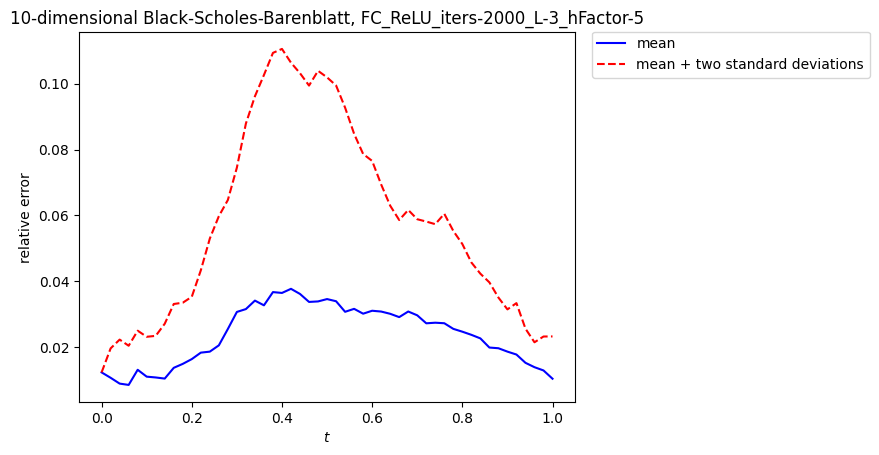 10-dimensional Black-Scholes-Barenblatt, FC_ReLU_iters-2000_L-3_hFactor-5
mean
mean + two standard deviations
0.10
0.08
0.06
0.04
0.02
relative error
0.0 0.2 0.4 0.6 0.8 1.0
t